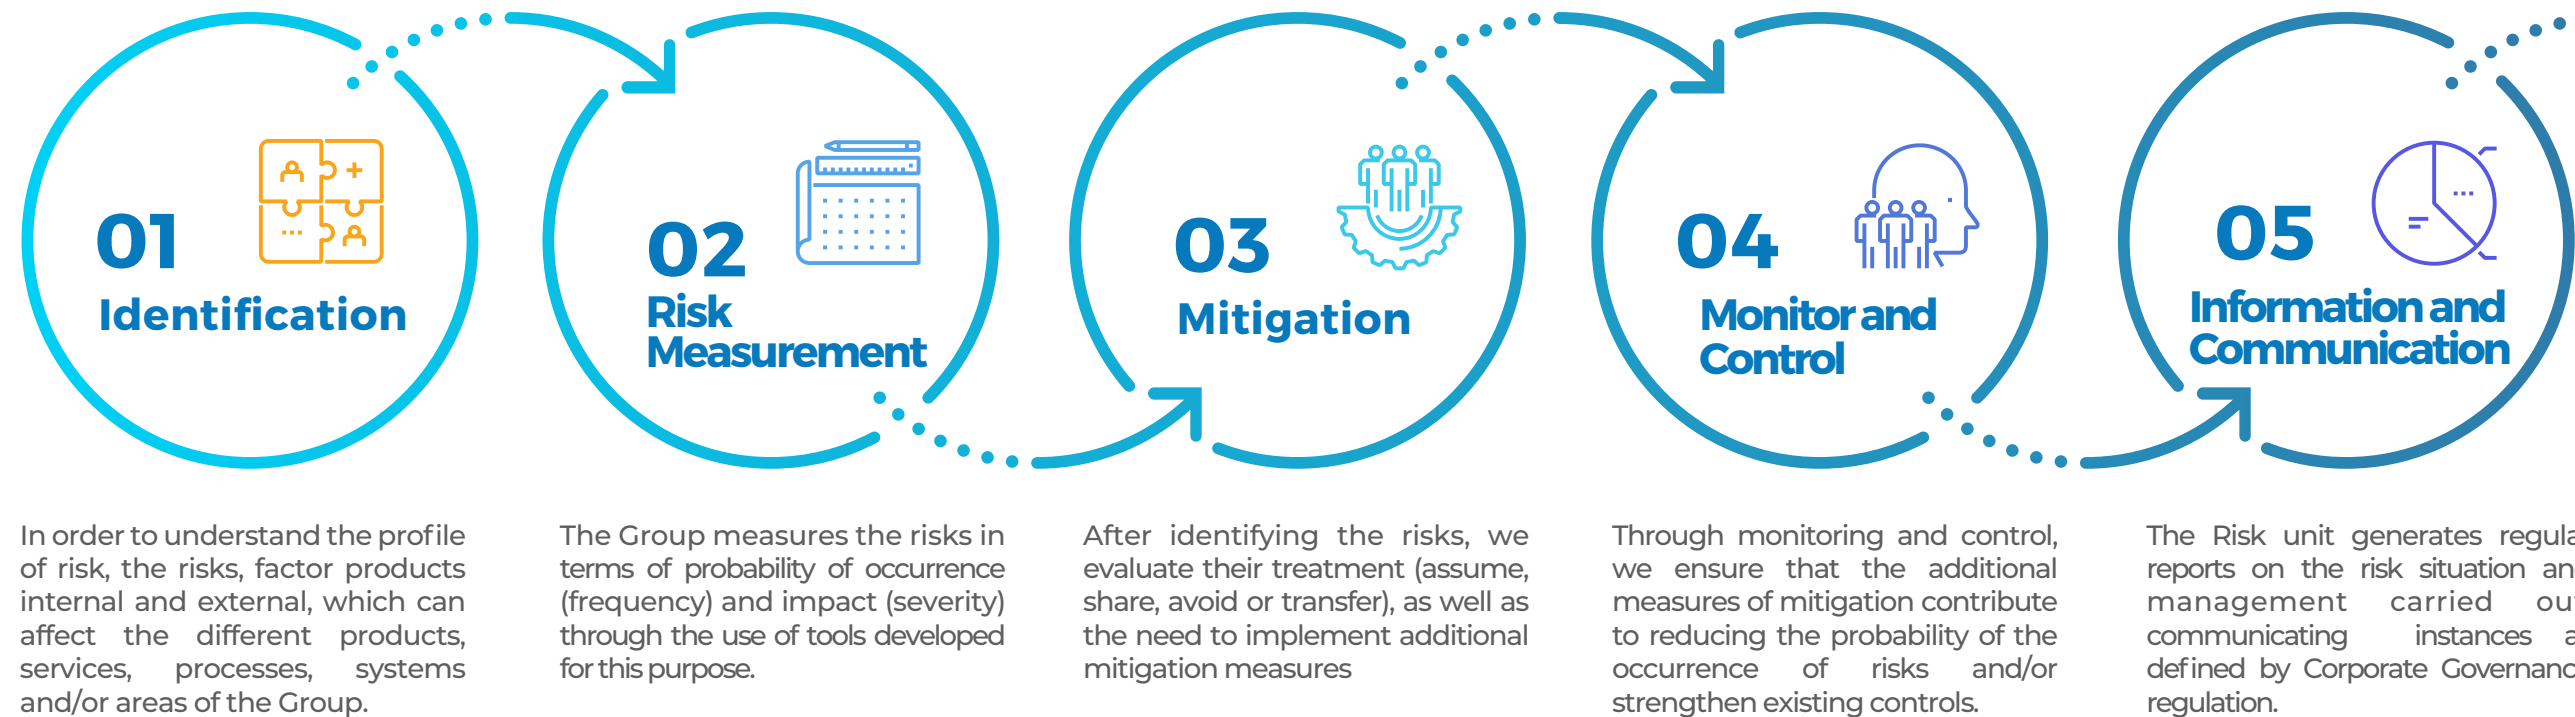 01
Identification
In order to understand the profile
of risk, the risks, factor products
internal and external, which can
affect the different products,
services, processes, systems
and/or areas of the Group.
02
Risk
Measurement
The Group measures the risks in
terms of probability of occurrence
(frequency) and impact (severity)
through the use of tools developed
for this purpose.
03
Mitigation
After identifying the risks, we
evaluate their treatment (assume,
share, avoid or transfer), as well as
the need to implement additional
mitigation measures
04
Monitor and
Control
Through monitoring and control,
we ensure that the additional
measures of mitigation contribute
to reducing the probability of the
occurrence of risks and/or
strengthen existing controls.
05
Information and
Communication
The Risk unit generates regula
reports on the risk situation an
management carried ou
communicating instances a
defined by Corporate Governanc
regulation.